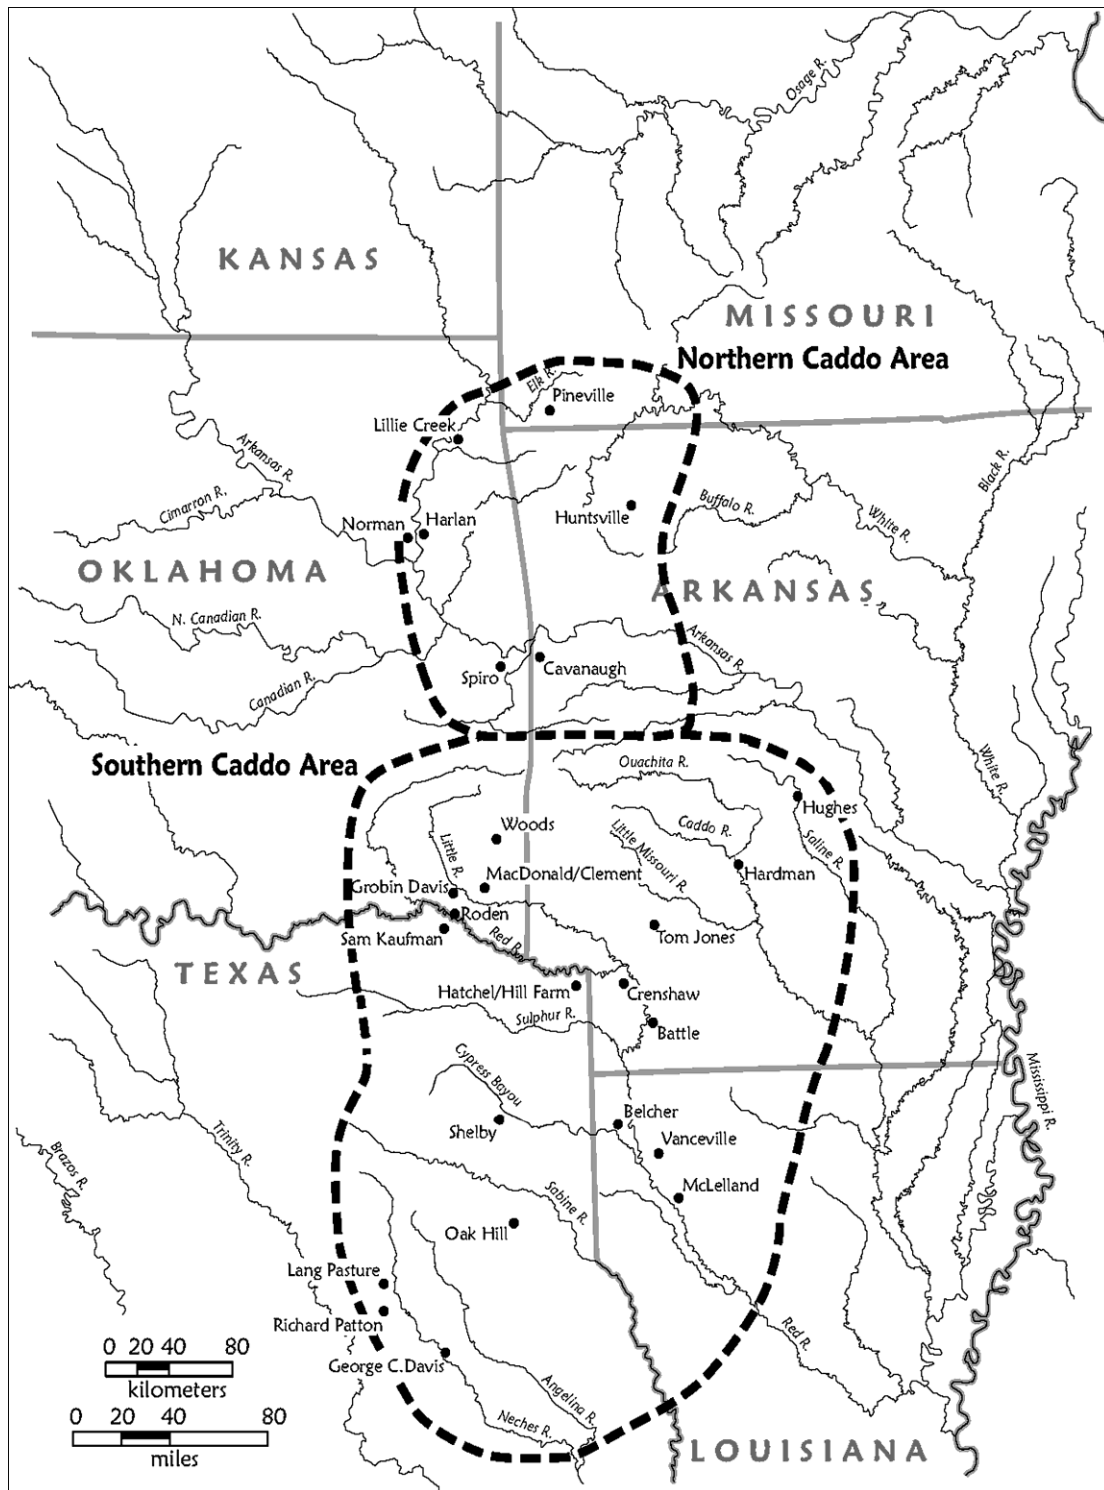 Osage R.
KANSAS
MISSOURI
Northern Caddo Area
Elk R.
Pineville
Lillie Creek
Arkansas R.
Black R.
Cimarron R.
Buffalo R.
White R.
Norman
Harlan
Huntsville
OKLAHOMA
ARKANSAS
N. Canadian R.
Arkansas R.
Canadian R.
Spiro
Cavanaugh
Southern Caddo Area
Ouachita R.
White R.
Hughes
Woods
Caddo R.
Little Missouri R.
Saline R.
Little R.
MacDonald/Clement
Hardman
Grobin Davis
Roden
Sam Kaufman
Red R.
Tom Jones
TEXAS
Hatchel/Hill Farm
Crenshaw
Sulphur R.
Battle
Cypress Bayou
Mississippi R.
Belcher
Shelby
Vanceville
Trinity R.
Brazos R.
McLelland
Sabine R.
Oak Hill
Lang Pasture
Richard Patton
Red R.
George C. Davis
Angelina R.
Neches R.
LOUISIANA
0 20 40 80
kilometers
0 20 40 80
miles